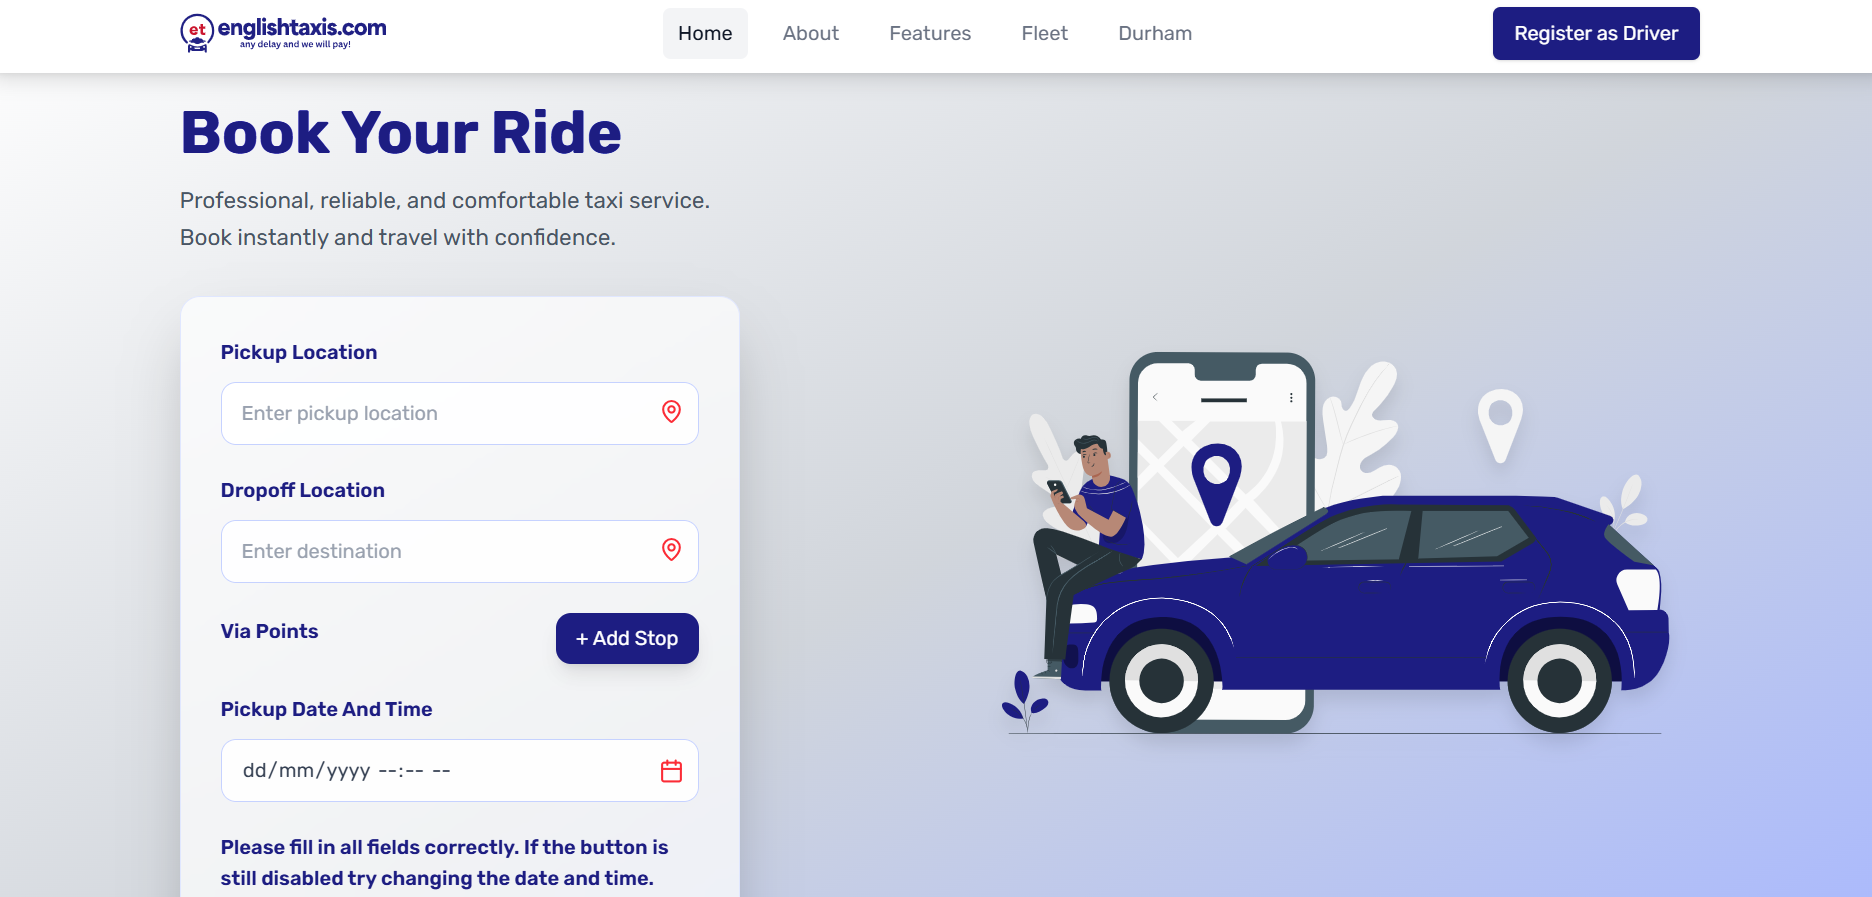 et englishtaxis.com
any delay and we will pay!
Home About Features Fleet Durham
Register as Driver
Book Your Ride
Professional, reliable, and comfortable taxi service.
Book instantly and travel with confidence.
Pickup Location
Enter pickup location
Dropoff Location
Enter destination
Via Points
+ Add Stop
Pickup Date And Time
dd/mm/yyyy --:-- --
Please fill in all fields correctly. If the button is
still disabled try changing the date and time.